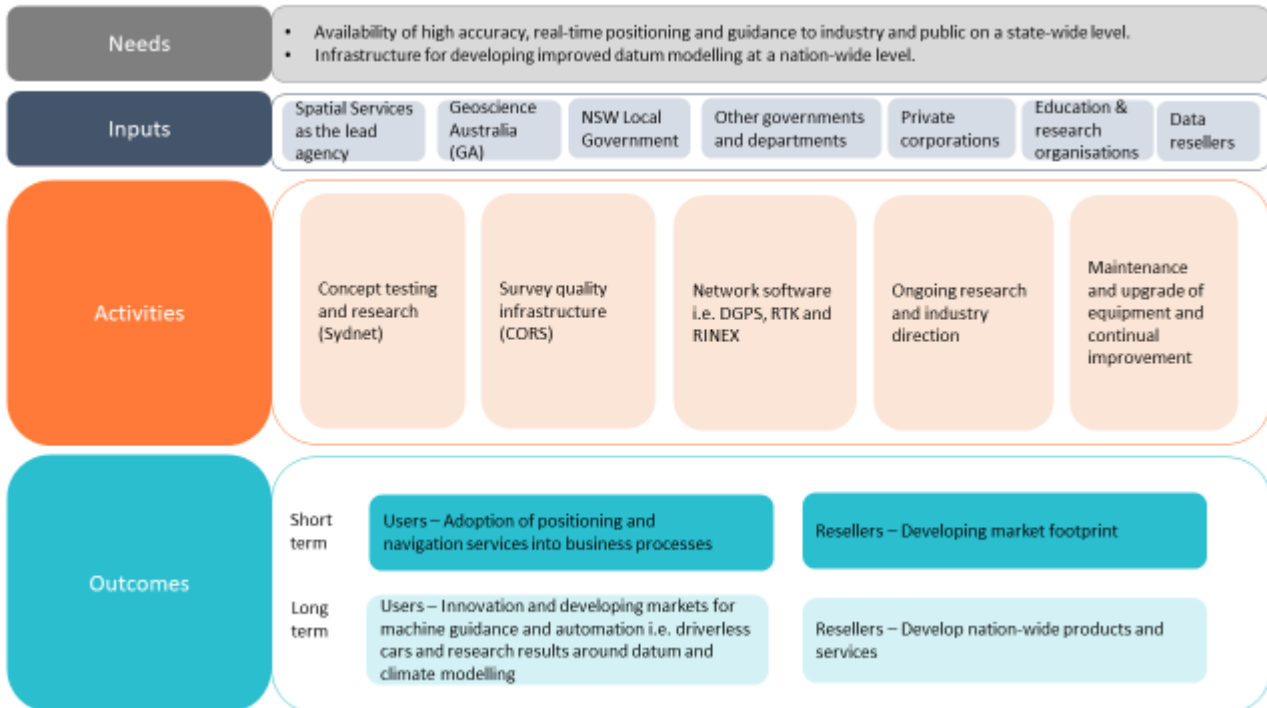 Needs
• Availability of high accuracy, real-time positioning and guidance to industry and public on a state-wide level.
• Infrastructure for developing improved datum modelling at a nation-wide level.
Inputs
Spatial Services
as the lead
agency
Geoscience
Australia
(GA)
NSW Local
Government
Other governments
and departments
Private
corporations
Education &
research
organisations
Data
resellers
Activities
Concept testing
and research
(Sydnet)
Survey quality
infrastructure
(CORS)
Network software
i.e. DGPS, RTK and
RINEX
Ongoing research
and industry
direction
Maintenance
and upgrade of
equipment and
continual
improvement
Outcomes
Short
term
Users – Adoption of positioning and
navigation services into business processes
Resellers – Developing market footprint
Long
term
Users – Innovation and developing markets for
machine guidance and automation i.e. driverless
cars and research results around datum and
climate modelling
Resellers – Develop nation-wide products and
services